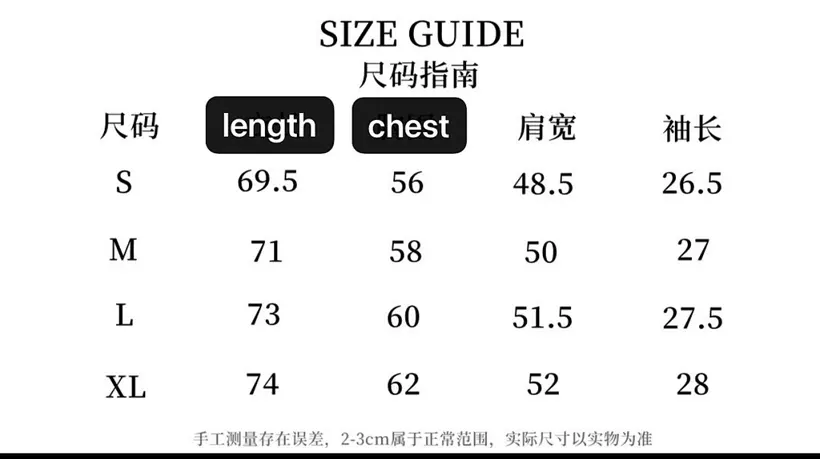 SIZE GUIDE
尺码指南
尺码 length chest 肩宽 袖长
S 69.5 56 48.5 26.5
M 71 58 50 27
L 73 60 51.5 27.5
XL 74 62 52 28
手工测量存在误差，2-3cm属于正常范围，实际尺寸以实物为准